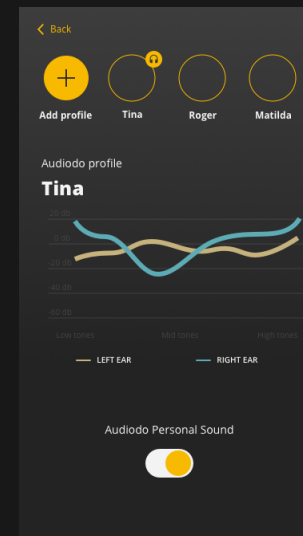 Back
Add profile Tina Roger Matilda
Audiodo profile
Tina
20 db
0 db
-20 db
-40 db
-60 db
Low tones Mid tones High tones
LEFT EAR RIGHT EAR
Audiodo Personal Sound